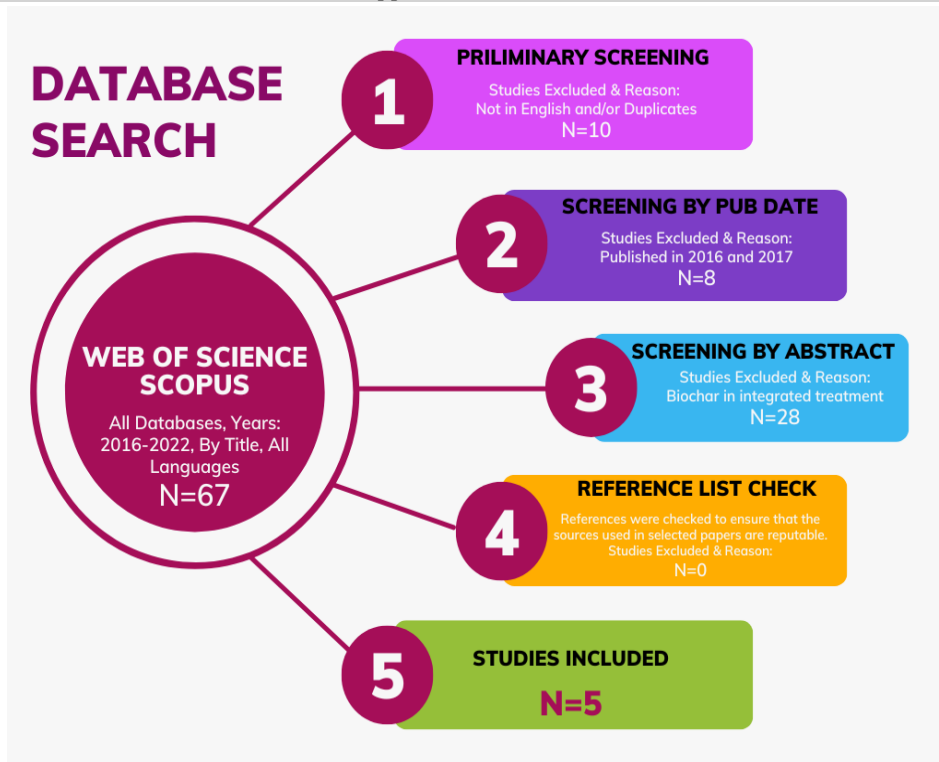 DATABASE
SEARCH
1
PRILIMINARY SCREENING
Studies Excluded & Reason:
Not in English and/or Duplicates
N=10
2
SCREENING BY PUB DATE
Studies Excluded & Reason:
Published in 2016 and 2017
N=8
WEB OF SCIENCE
SCOPUS
All Databases, Years:
2016-2022, By Title, All
Languages
N=67
3
SCREENING BY ABSTRACT
Studies Excluded & Reason:
Biochar in integrated treatment
N=28
4
REFERENCE LIST CHECK
References were checked to ensure that the
sources used in selected papers are reputable.
Studies Excluded & Reason:
N=0
5
STUDIES INCLUDED
N=5